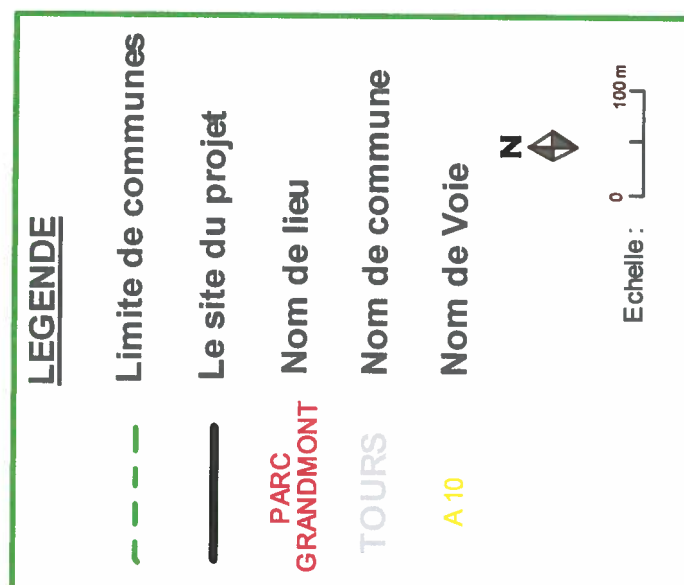 LEGENDE
Limite de communes
Le site du projet
PARC
GRANDMONT
Nom de lieu
TOURS
Nom de commune
A 10
Nom de Voie
N
Echelle :
0
100 m